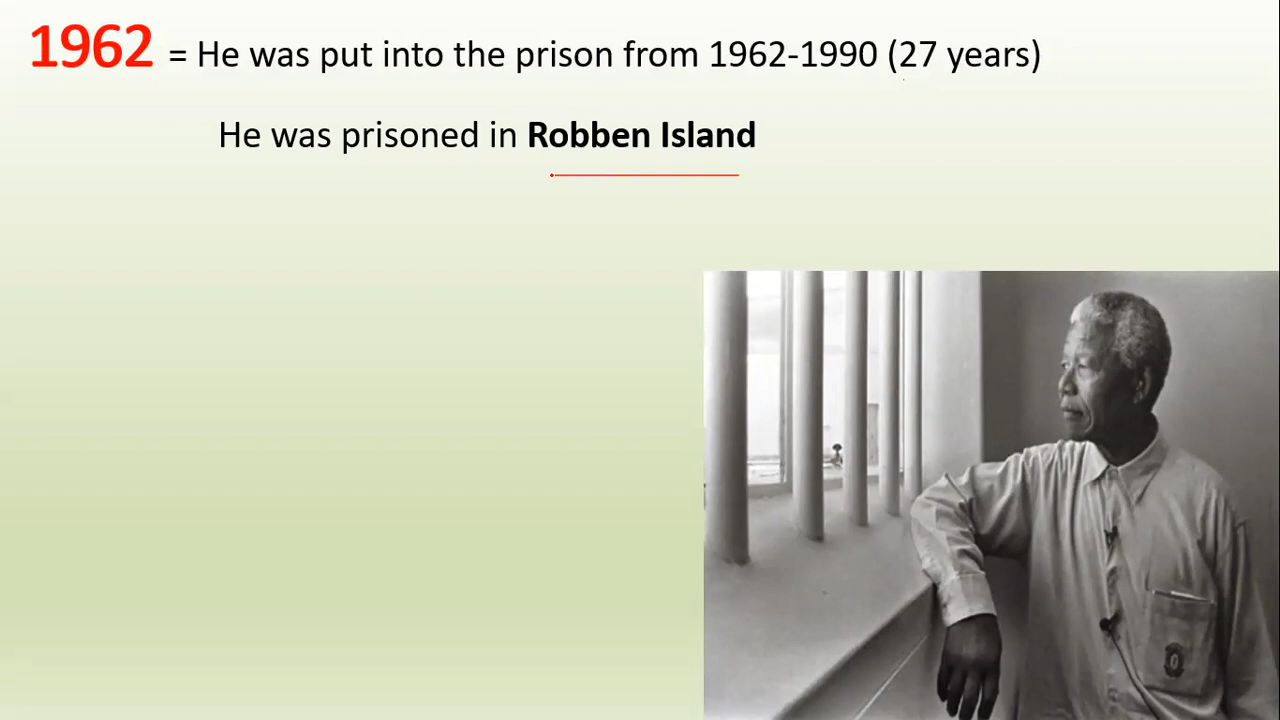 1962 = He was put into the prison from 1962-1990 (27 years)
He was prisoned in Robben Island